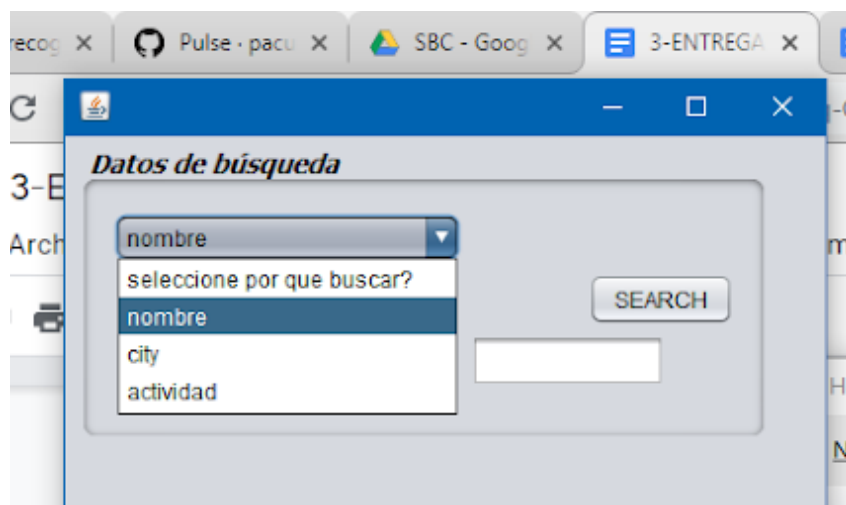 Pulse · pacu
SBC - Goog
3-ENTREGA
Datos de búsqueda
3-E
Arch
nombre
seleccione por que buscar?
nombre
SEARCH
city
actividad